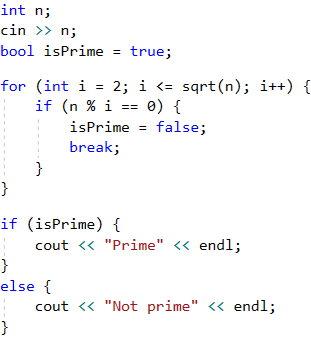 int n;
cin >> n;
bool isPrime = true;
for (int i = 2; i <= sqrt(n); i++) {
    if (n % i == 0) {
        isPrime = false;
        break;
    }
}
if (isPrime) {
    cout << "Prime" << endl;
}
else {
    cout << "Not prime" << endl;
}